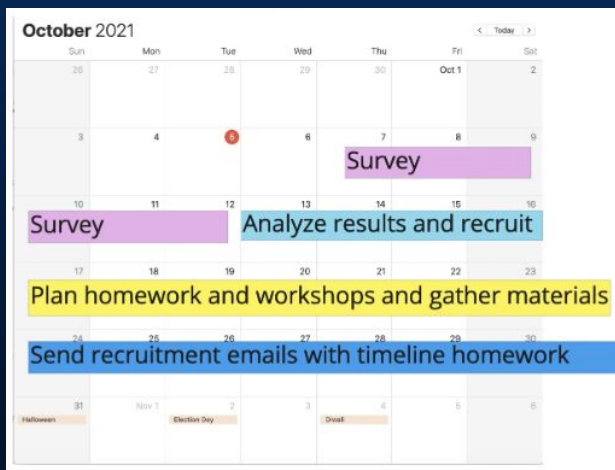 October 2021
< Today >
Sun Mon Tue Wed Thu Fri Sat
26 27 28 29 30 Oct 1 2
3 4 5 6 7 8 9
Survey
10 11 12 13 14 15 16
Survey Analyze results and recruit
17 18 19 20 21 22 23
Plan homework and workshops and gather materials
24 25 26 27 28 29 30
Send recruitment emails with timeline homework
31 Nov 1 2 3 4 5 6
Halloween Election Day Diwali